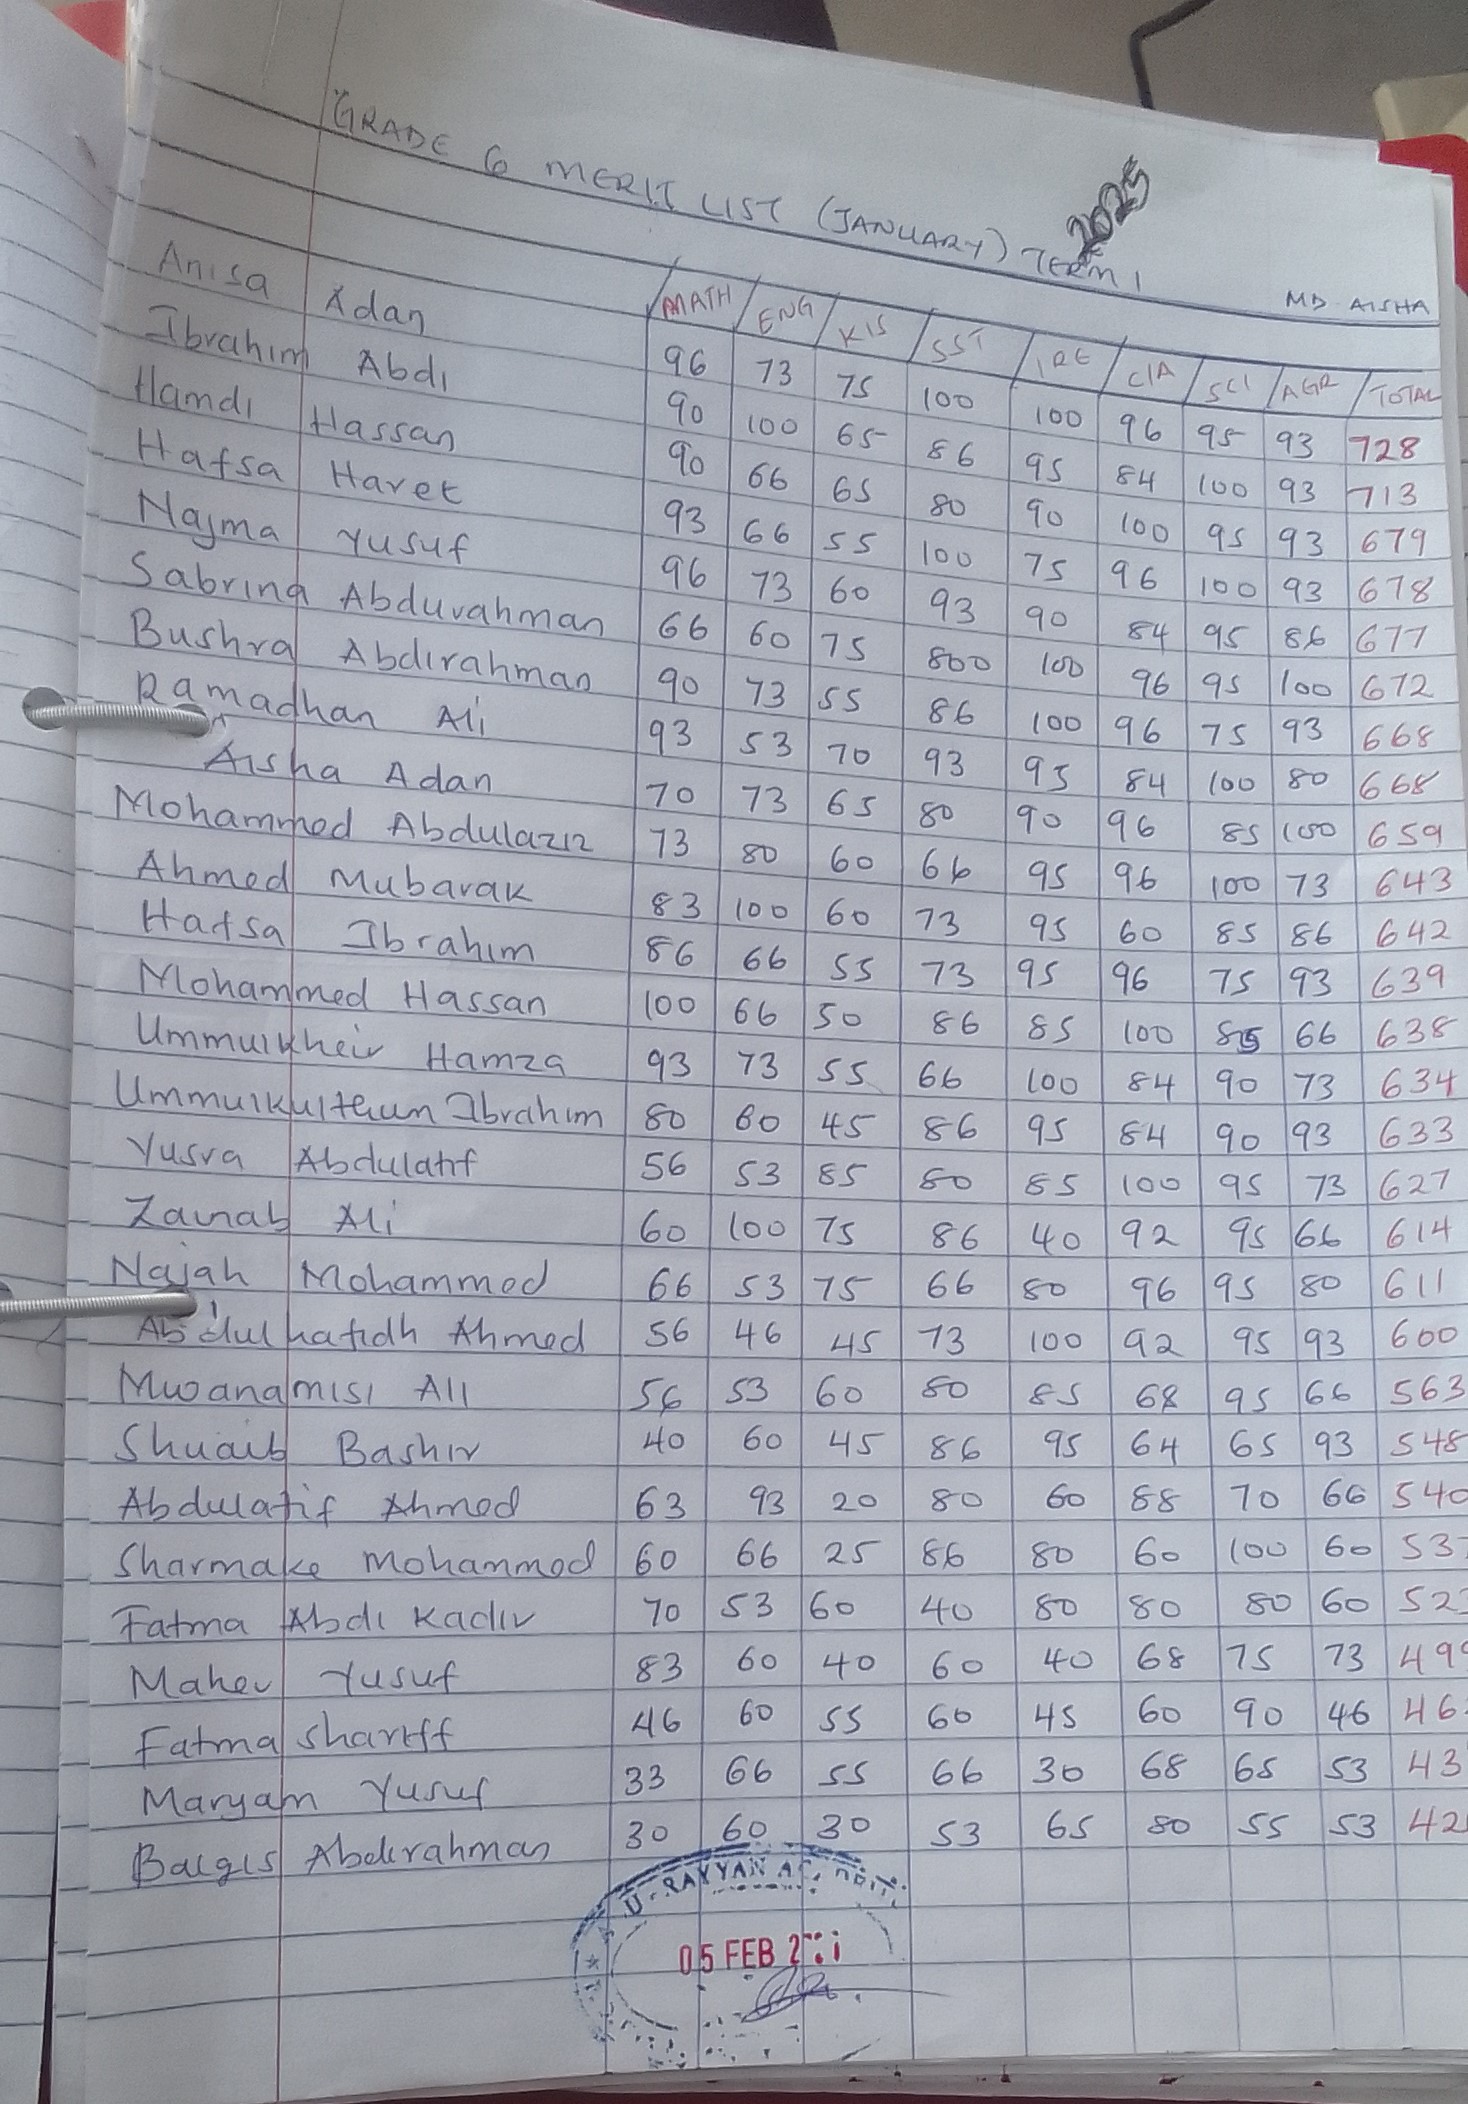 GRADE 6 MERIT LIST (JANUARY) TERM 1 2025
MD. AISHA
MATH ENG KIS SST IRE C/A SCI AGR TOTAL
Anisa Adan 96 73 75 100 100 96 95 93 728
Ibrahim Abdi 90 100 65 86 95 84 100 93 713
Hamdi Hassan 90 66 65 80 90 100 95 93 679
Hafsa Haret 93 66 55 100 75 96 100 93 678
Najma Yusuf 96 73 60 93 90 84 95 86 677
Sabrina Abdurahman 66 60 75 800 100 96 95 100 672
Bushra Abdirahman 90 73 55 86 100 96 75 93 668
Ramadhan Ali 93 53 70 93 95 84 100 80 668
Aisha Adan 70 73 65 80 90 96 85 100 659
Mohammed Abdulaziz 73 80 60 66 95 96 100 73 643
Ahmed Mubarak 83 100 60 73 95 60 85 86 642
Hafsa Ibrahim 86 66 55 73 95 96 75 93 639
Mohammed Hassan 100 66 50 86 85 100 85 66 638
Ummulkheir Hamza 93 73 55 66 100 84 90 73 634
Ummulkulthum Ibrahim 80 60 45 86 95 84 90 93 633
Yusra Abdulatif 56 53 85 80 85 100 95 73 627
Zainab Ali 60 100 75 86 40 92 95 66 614
Najah Mohammed 66 53 75 66 80 96 95 80 611
Abdulhafidh Ahmed 56 46 45 73 100 92 95 93 600
Mwanamisi Ali 56 53 60 80 85 68 95 66 563
Shuaib Bashir 40 60 45 86 95 64 65 93 548
Abdulatif Ahmed 63 93 20 80 60 88 70 66 540
Sharmake Mohammed 60 66 25 86 80 60 100 60 53
Fatma Abdi Kadir 70 53 60 40 80 80 80 60 52
Maher Yusuf 83 60 40 60 40 68 75 73 49
Fatma Shariff 46 60 55 60 45 60 90 46 46
Maryam Yusuf 33 66 55 66 30 68 65 53 43
Balqis Abdirahman 30 60 30 53 65 80 55 53 42
RAYYAN
05 FEB